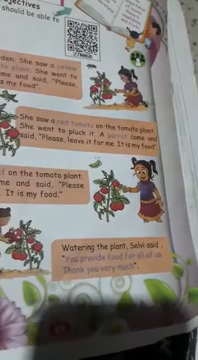 djectives
should be able to
den. She saw a yellow
to pluck. She went to
me and said, "Please,
s my food".
She saw a red tomato on the tomato plant.
She went to pluck it. A parrot came and
said, "Please, leave it for me. It is my food"
on the tomato plant.
me and said, "Please
. It is my food."
Watering the plant, Selvi said ,
"You provide food for all of us.
Thank you very much".